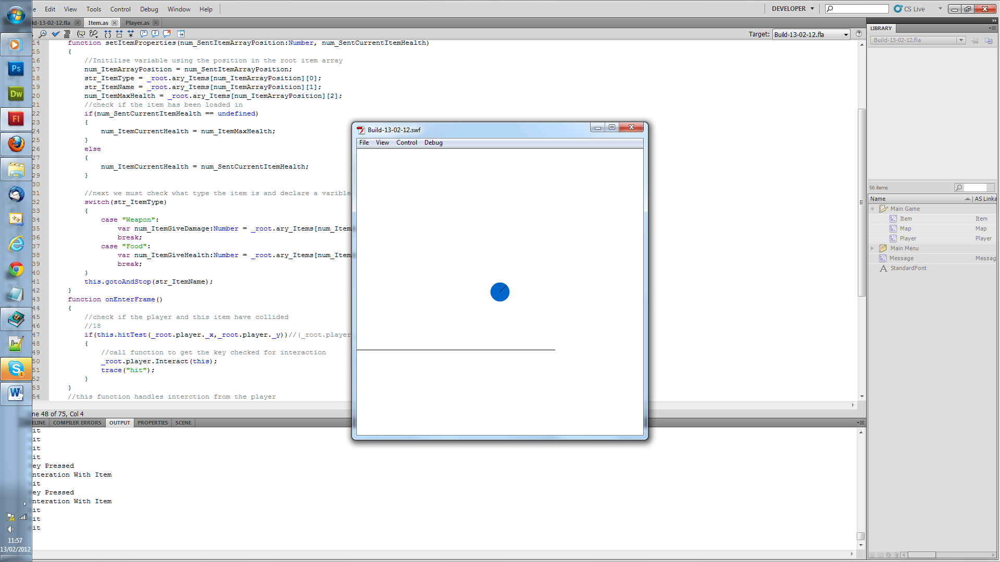 e Edit View Tools Control Debug Window Help DEVELOPER CS Live
ld-13-02-12.fla Item.as Player.as
Target: Build-13-02-12.fla
14 function setItemProperties(num_SentItemArrayPosition:Number, num_SentCurrentItemHealth)
15 {
16 //Initilise variable using the position in the root item array
17 num_ItemArrayPosition = num_SentItemArrayPosition;
18 str_ItemType = _root.ary_Items[num_ItemArrayPosition][0];
19 str_ItemName = _root.ary_Items[num_ItemArrayPosition][1];
20 num_ItemMaxHealth = _root.ary_Items[num_ItemArrayPosition][2];
21 //check if the item has been loaded in
22 if(num_SentCurrentItemHealth == undefined)
23 {
24 num_ItemCurrentHealth = num_ItemMaxHealth;
25 }
26 else
27 {
28 num_ItemCurrentHealth = num_SentCurrentItemHealth;
29 }
30
31 //next we must check what type the item is and declare a varible
32 switch(str_ItemType)
33 {
34 case "Weapon":
35 var num_ItemGiveDamage:Number = _root.ary_Items[num_Item
36 break;
37 case "Food":
38 var num_ItemGiveHealth:Number = _root.ary_Items[num_Item
39 break;
40 }
41 this.gotoAndStop(str_ItemName);
42 }
43 function onEnterFrame()
44 {
45 //check if the player and this item have collided
46 //18
47 if(this.hitTest(_root.player._x,_root.player._y))//(_root.player
48 {
49 //call function to get the key checked for interaction
50 _root.player.Interact(this);
51 trace("hit");
52 }
53 }
54 //this function handles interction from the player
ne 48 of 75, Col 4
ELINE COMPILER ERRORS OUTPUT PROPERTIES SCENE
it
it
it
it
ey Pressed
nteration With Item
it
ey Pressed
nteration With Item
it
it
it
Build-13-02-12.swf
File View Control Debug
LIBRARY
Build-13-02-12.fla
56 items
Name AS Linka
Main Game
Item Item
Map Map
Player Player
Main Menu
Message Messag
StandardFont
Ps
Dw
Fl
11:57
13/02/2012